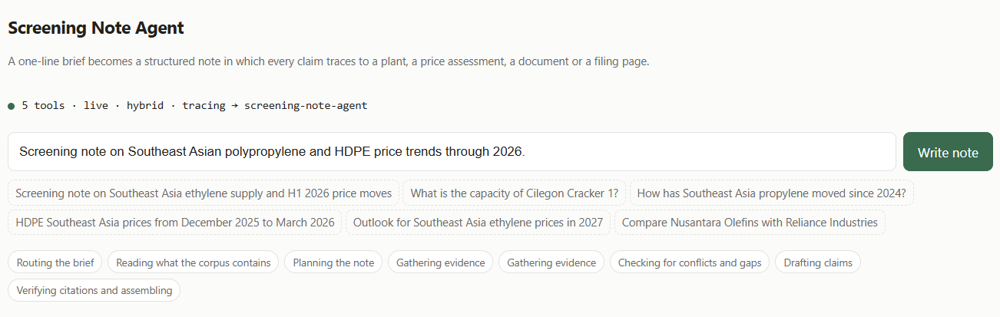 Screening Note Agent
A one-line brief becomes a structured note in which every claim traces to a plant, a price assessment, a document or a filing page.
5 tools · live · hybrid · tracing → screening-note-agent
Screening note on Southeast Asian polypropylene and HDPE price trends through 2026.
Write note
Screening note on Southeast Asia ethylene supply and H1 2026 price moves
What is the capacity of Cilegon Cracker 1?
How has Southeast Asia propylene moved since 2024?
HDPE Southeast Asia prices from December 2025 to March 2026
Outlook for Southeast Asia ethylene prices in 2027
Compare Nusantara Olefins with Reliance Industries
Routing the brief
Reading what the corpus contains
Planning the note
Gathering evidence
Gathering evidence
Checking for conflicts and gaps
Drafting claims
Verifying citations and assembling